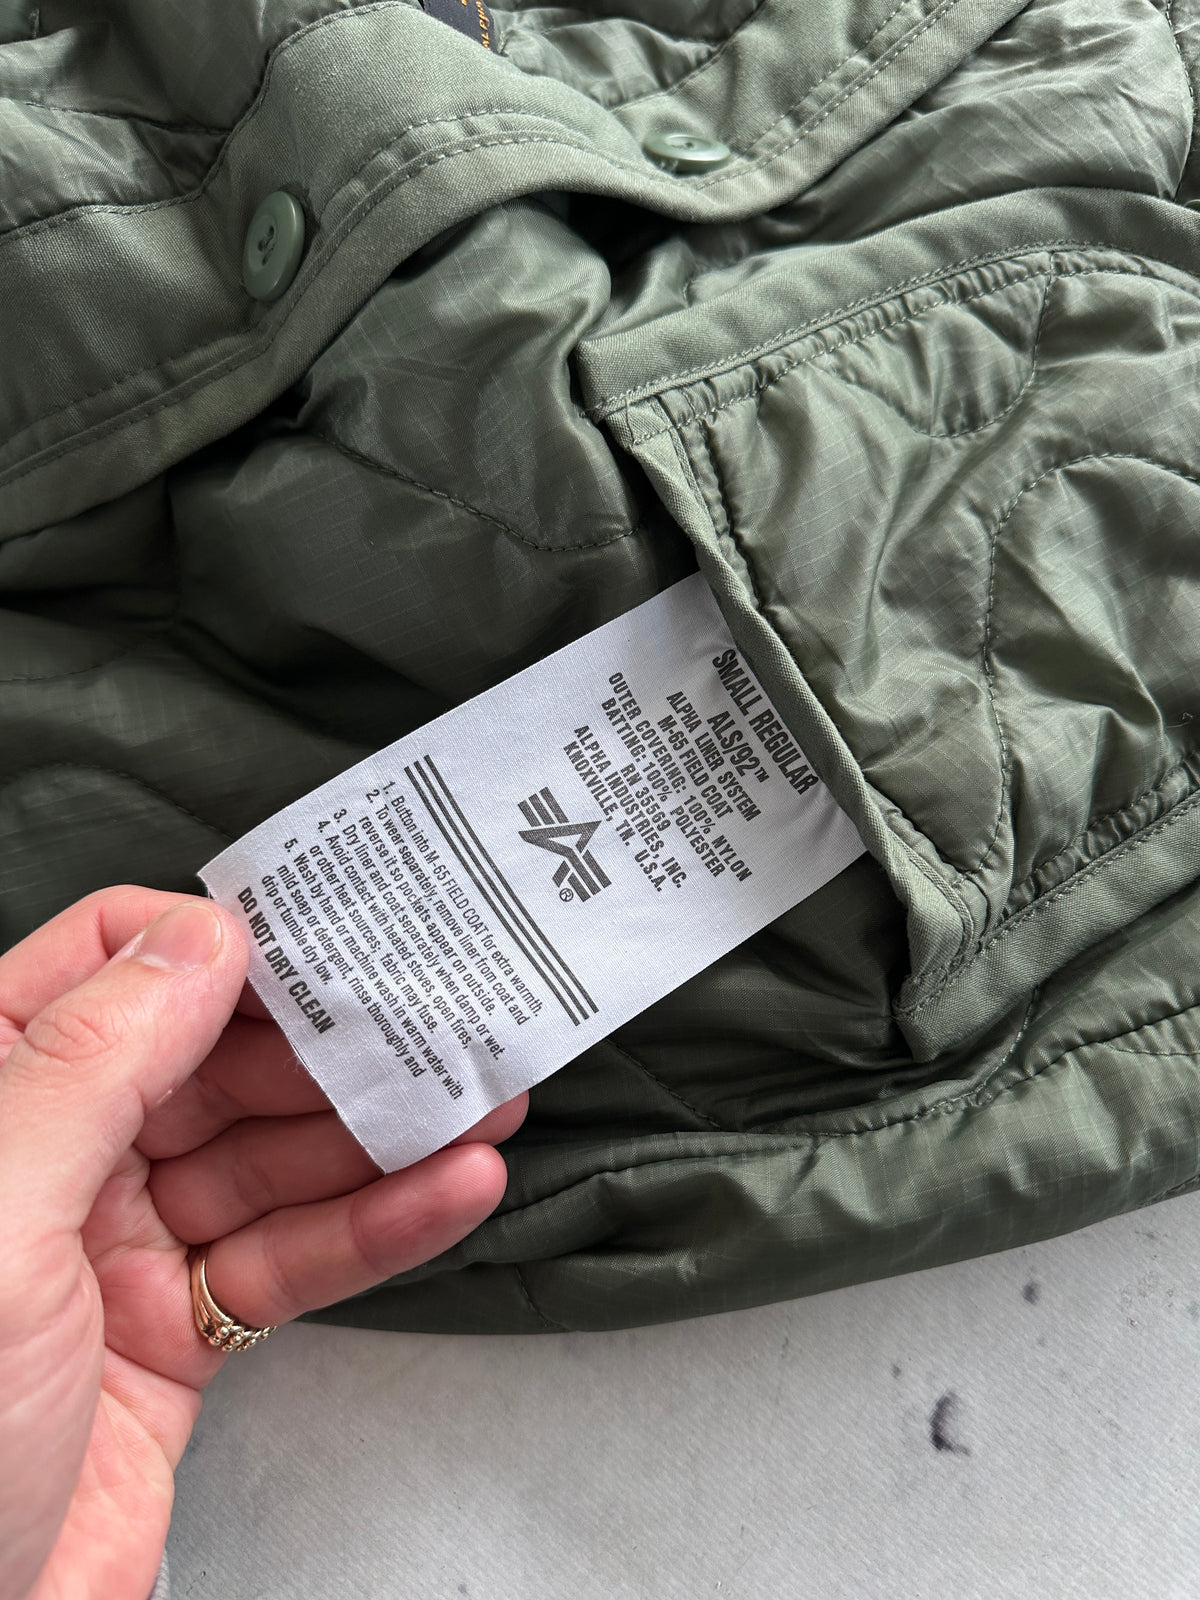 ALPHA
SMALL REGULAR
ALS/92™
ALPHA LINER SYSTEM
M-65 FIELD COAT
OUTER COVERING: 100% NYLON
BATTING: 100% POLYESTER
RN 35569
ALPHA INDUSTRIES, INC.
KNOXVILLE, TN. U.S.A.
®
1. Button into M-65 FIELD COAT for extra warmth.
2. To wear separately, remove liner from coat and
reverse it so pockets appear on outside.
3. Dry liner and coat separately when damp or wet.
4. Avoid contact with heated stoves, open fires,
or other heat sources; fabric may fuse.
5. Wash by hand or machine wash in warm water with
mild soap or detergent, rinse thoroughly and
drip or tumble dry low.
DO NOT DRY CLEAN